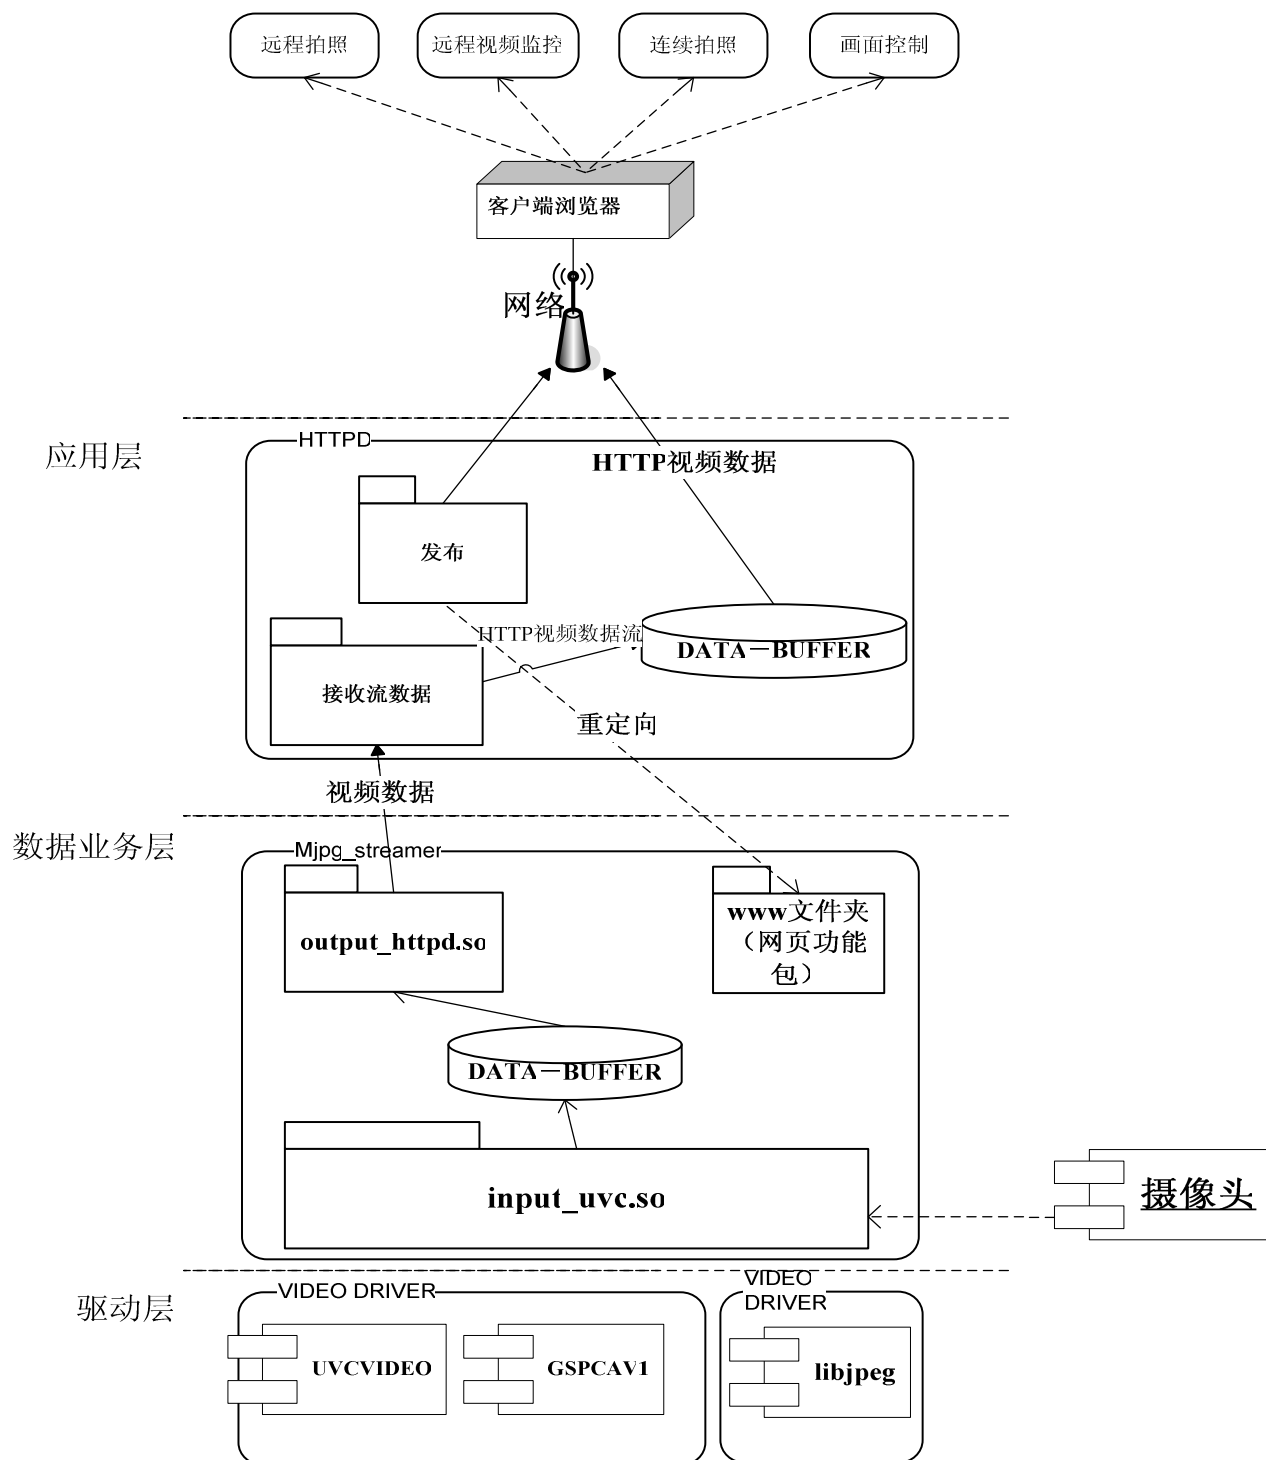 远程拍照
远程视频监控
连续拍照
画面控制
客户端浏览器
网络
应用层
HTTPD
HTTP视频数据
发布
HTTP视频数据流
DATA－BUFFER
接收流数据
重定向
视频数据
数据业务层
Mjpg_streamer
output_httpd.so
www文件夹
（网页功能
包）
DATA－BUFFER
input_uvc.so
摄像头
驱动层
VIDEO DRIVER
VIDEO
DRIVER
UVCVIDEO
GSPCAV1
libjpeg